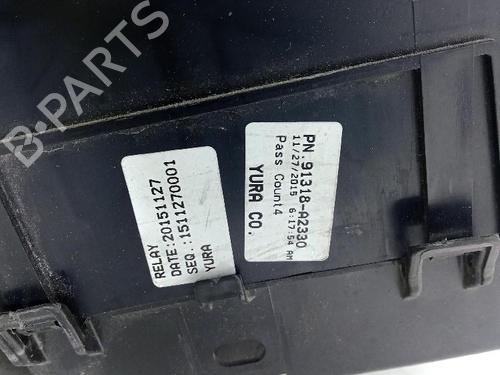 RELAY
DATE:20151127
SEQ.:1511270001
YURA
PN.91318-A2330
11/27/2015 6:17:54 AM
Pass Count4
YURA CO.
B-PARTS